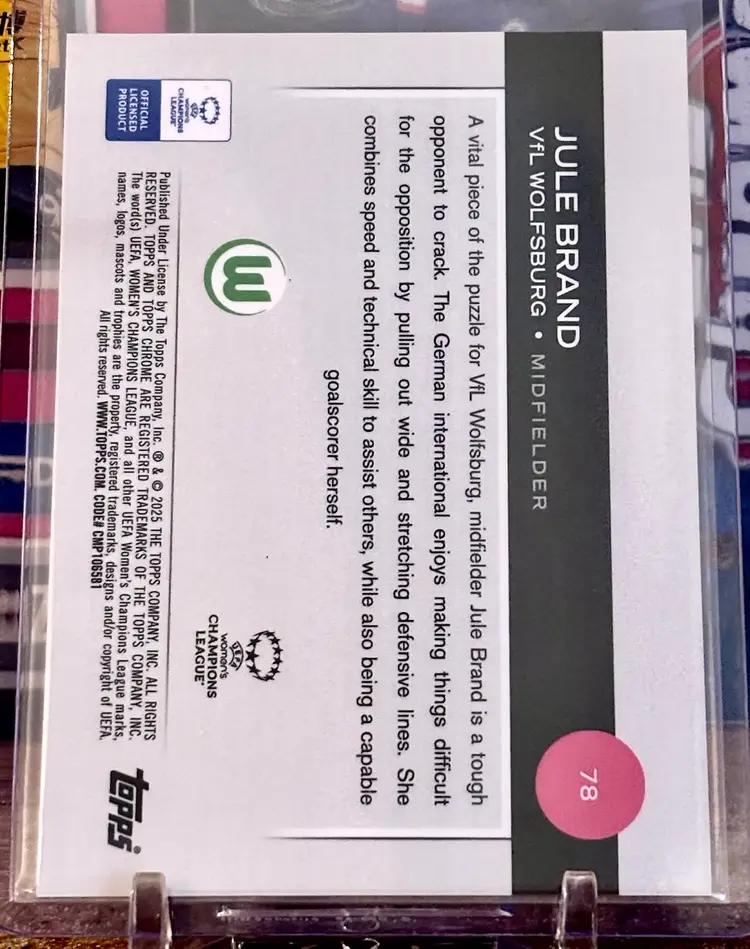 JULE BRAND
VfL WOLFSBURG • MIDFIELDER
78
A vital piece of the puzzle for VfL Wolfsburg, midfielder Jule Brand is a tough
opponent to crack. The German international enjoys making things difficult
for the opposition by pulling out wide and stretching defensive lines. She
combines speed and technical skill to assist others, while also being a capable
goalscorer herself.
W
UEFA
women's
CHAMPIONS
LEAGUE
UEFA
women's
CHAMPIONS
LEAGUE
OFFICIAL
LICENSED
PRODUCT
Published Under License by The Topps Company, Inc. ® & © 2025 THE TOPPS COMPANY, INC. ALL RIGHTS
RESERVED. TOPPS AND TOPPS CHROME ARE REGISTERED TRADEMARKS OF THE TOPPS COMPANY, INC.
The word(s) UEFA, WOMEN'S CHAMPIONS LEAGUE, and all other UEFA Women's Champions League marks,
names, logos, mascots and trophies are the property, registered trademarks, designs and/or copyright of UEFA.
All rights reserved. WWW.TOPPS.COM. CODE# CMP106581
topps®